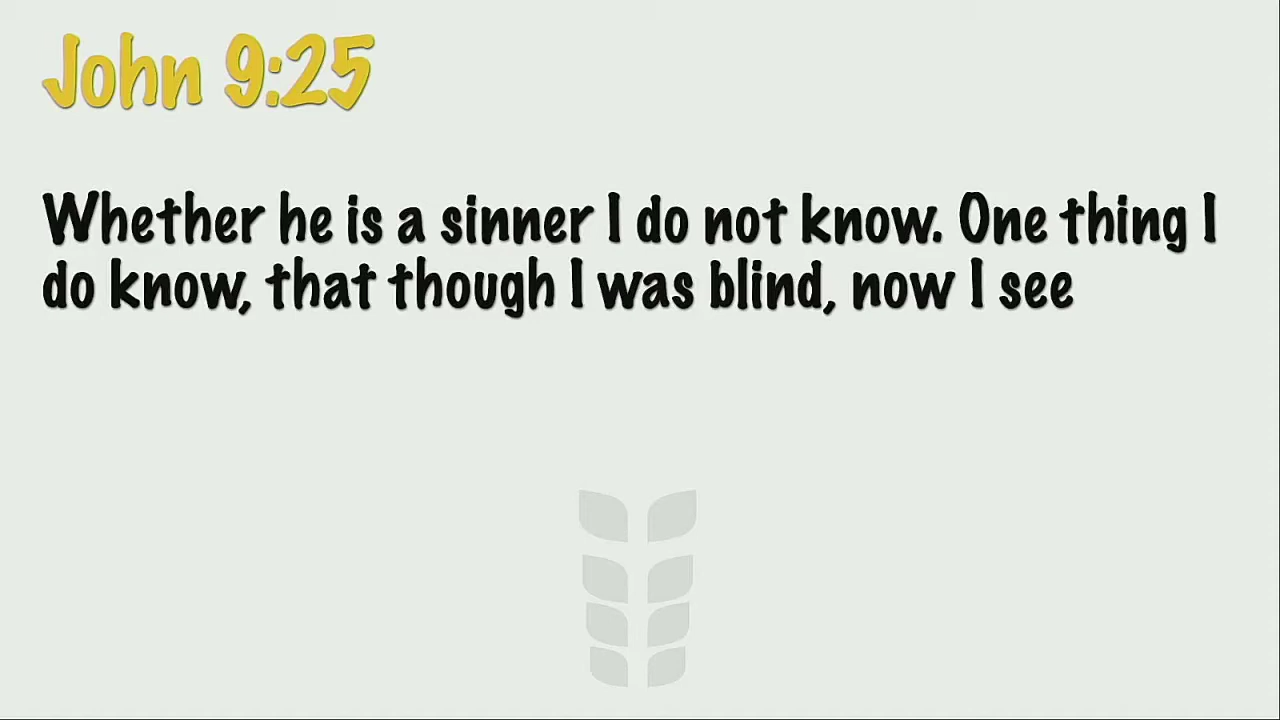 John 9:25
Whether he is a sinner I do not know. One thing I
do know, that though I was blind, now I see